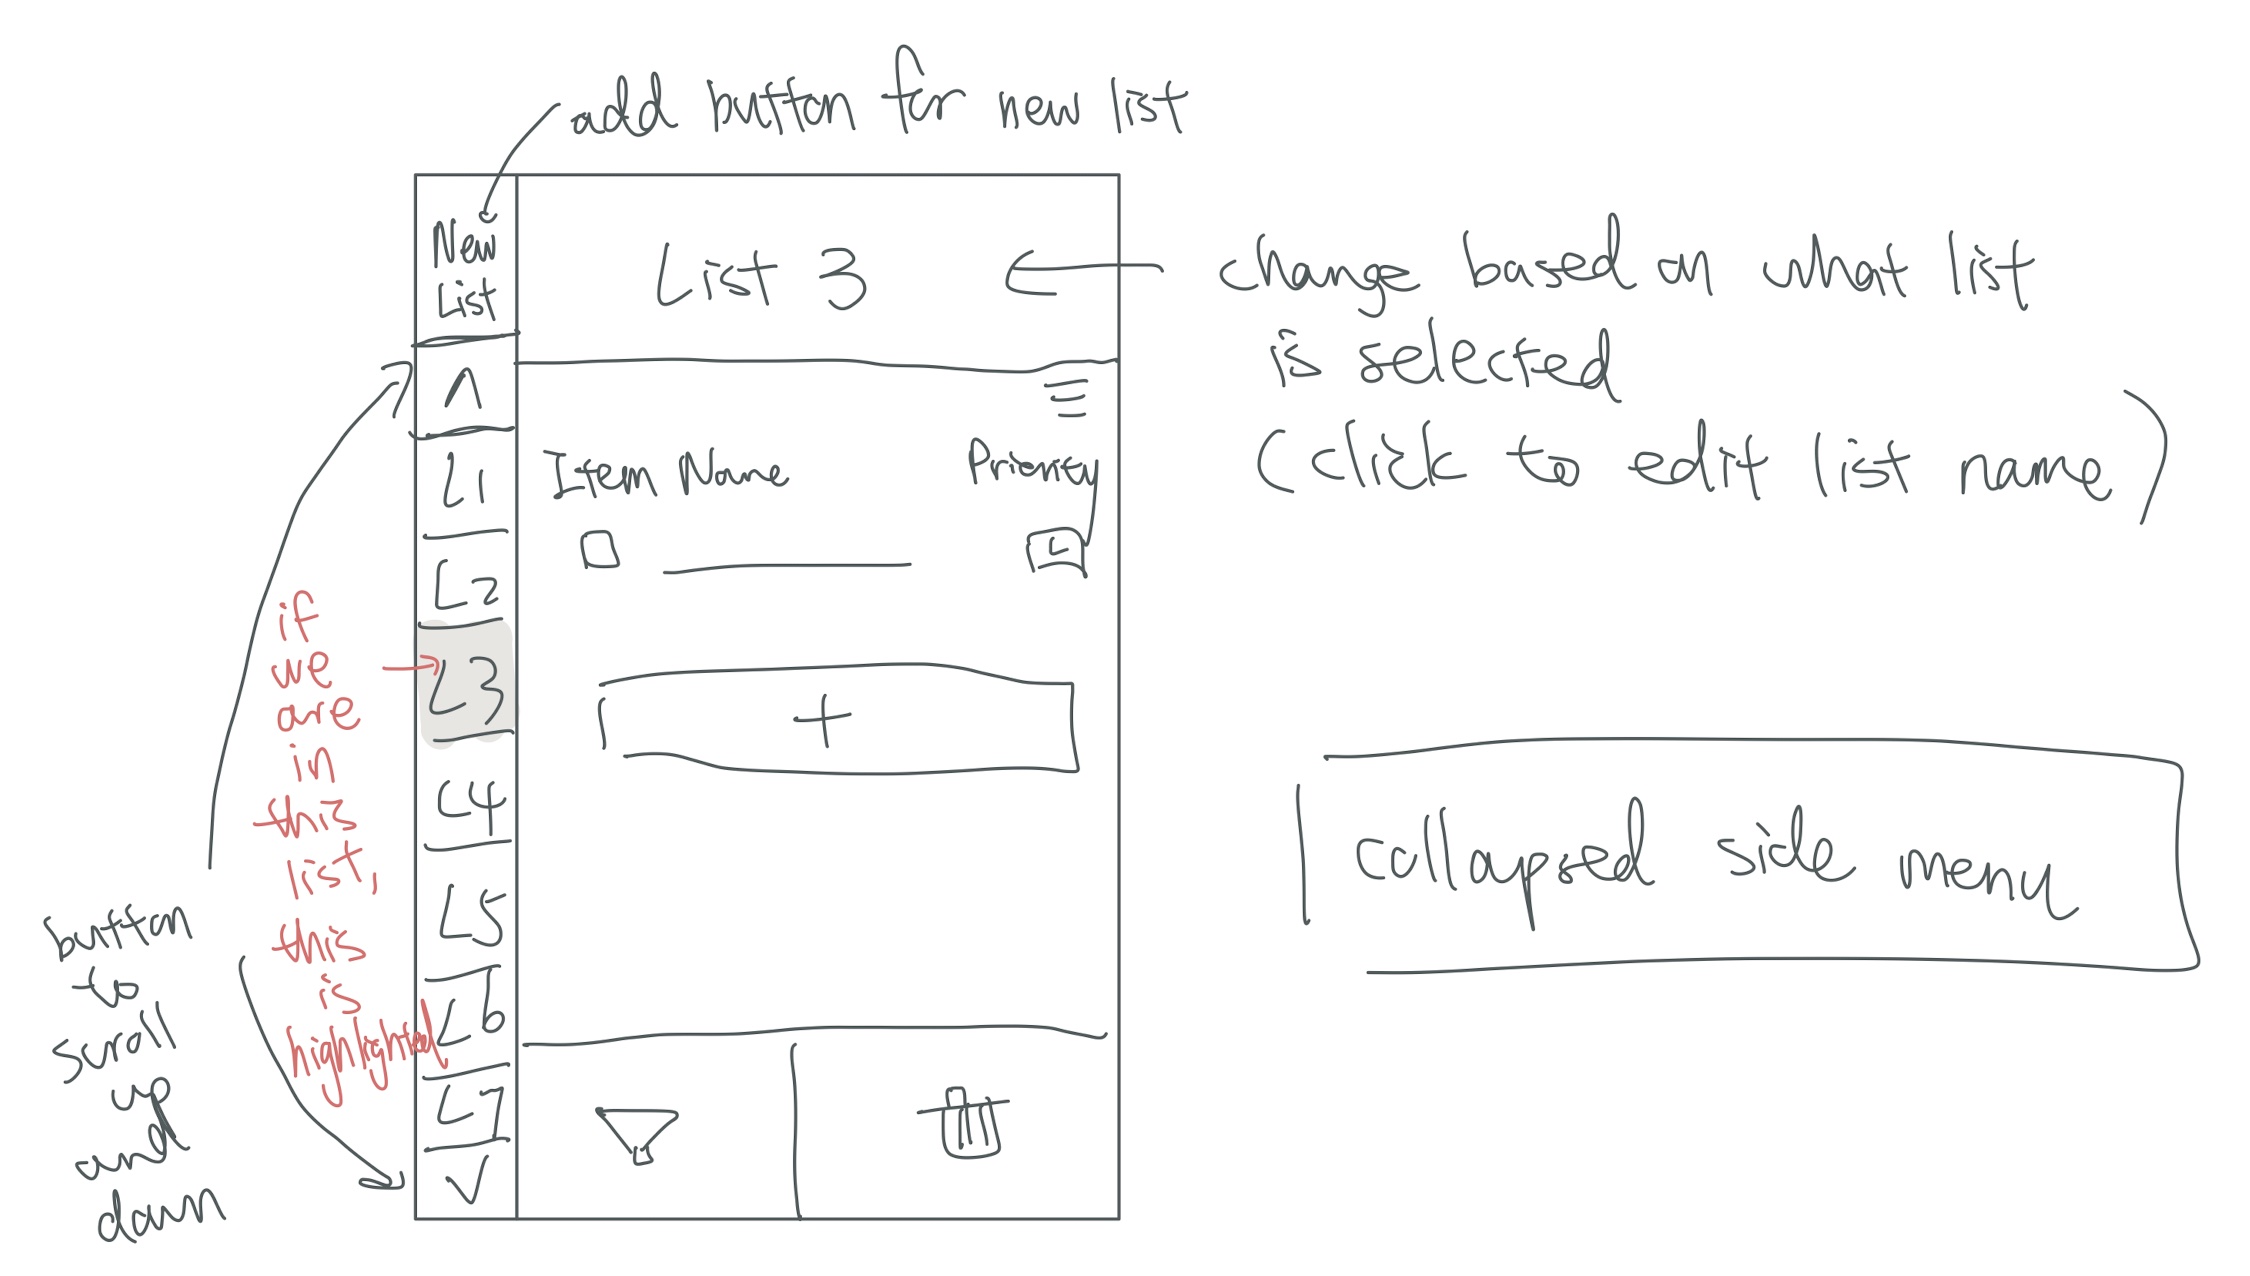 add button for new list
New
List
List 3
change based on what list
is selected
(click to edit list name)
Λ
L1
Item Name
Priority
L
L2
if
we
are
in
this
list,
this
is
highlighted
L3
+
L4
L5
L6
L7
V
collapsed side menu
button
to
scroll
up
and
down